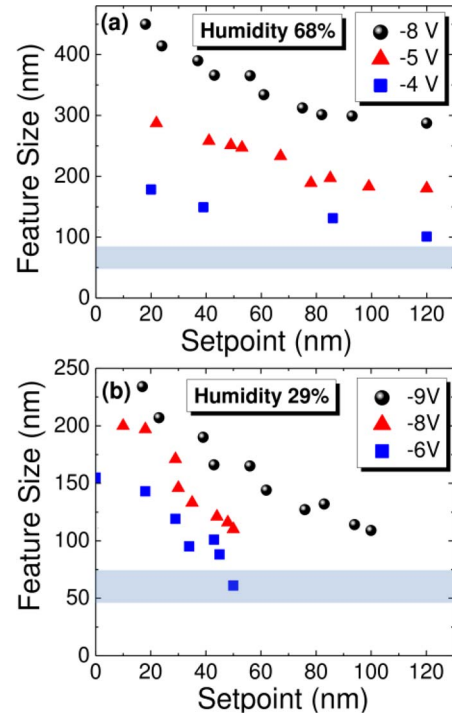 (a)
Humidity 68%
-8 V
-5 V
-4 V
400
300
200
100
0
Feature Size (nm)
0 20 40 60 80 100 120
Setpoint (nm)
(b)
Humidity 29%
-9V
-8V
-6V
250
200
150
100
50
0
Feature Size (nm)
0 20 40 60 80 100 120
Setpoint (nm)